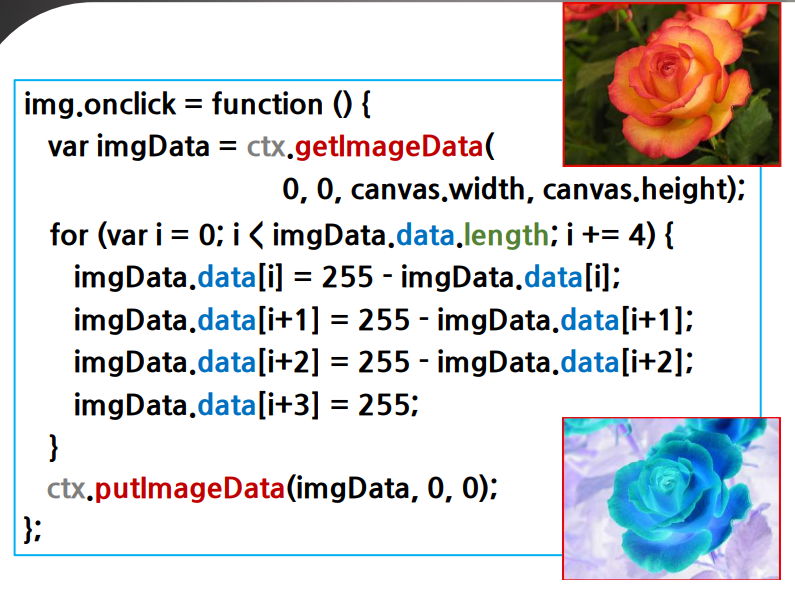 img.onclick = function () {
var imgData = ctx.getImageData(
0, 0, canvas.width, canvas.height);
for (var i = 0; i < imgData.data.length; i += 4) {
imgData.data[i] = 255 - imgData.data[i];
imgData.data[i+1] = 255 - imgData.data[i+1];
imgData.data[i+2] = 255 - imgData.data[i+2];
imgData.data[i+3] = 255;
}
ctx.putImageData(imgData, 0, 0);
};